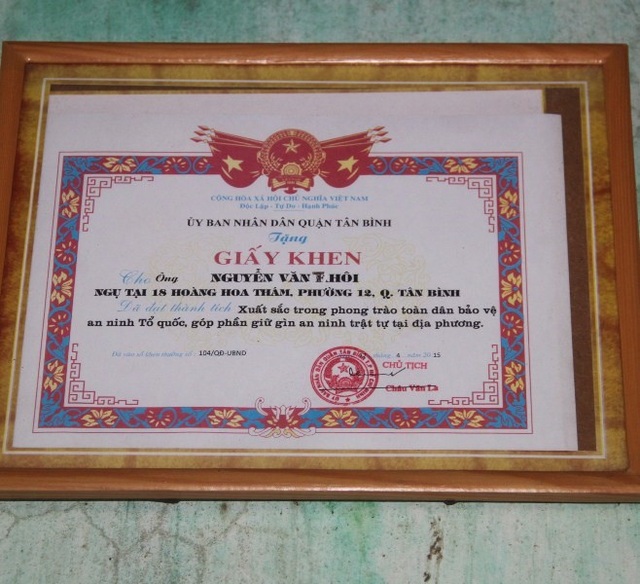 CỘNG HÒA XÃ HỘI CHỦ NGHĨA VIỆT NAM
Độc Lập - Tự Do - Hạnh Phúc
ỦY BAN NHÂN DÂN QUẬN TÂN BÌNH
Tặng
GIẤY KHEN
Cho Ông NGUYỄN VĂN T.HÔI
NGỤ TẠI 18 HOÀNG HOA THÁM, PHƯỜNG 12, Q. TÂN BÌNH
Đã đạt thành tích Xuất sắc trong phong trào toàn dân bảo vệ
an ninh Tổ quốc, góp phần giữ gìn an ninh trật tự tại địa phương.
104/QĐ-UBND
tháng 4 năm 2015
CHỦ TỊCH
Châu Văn La